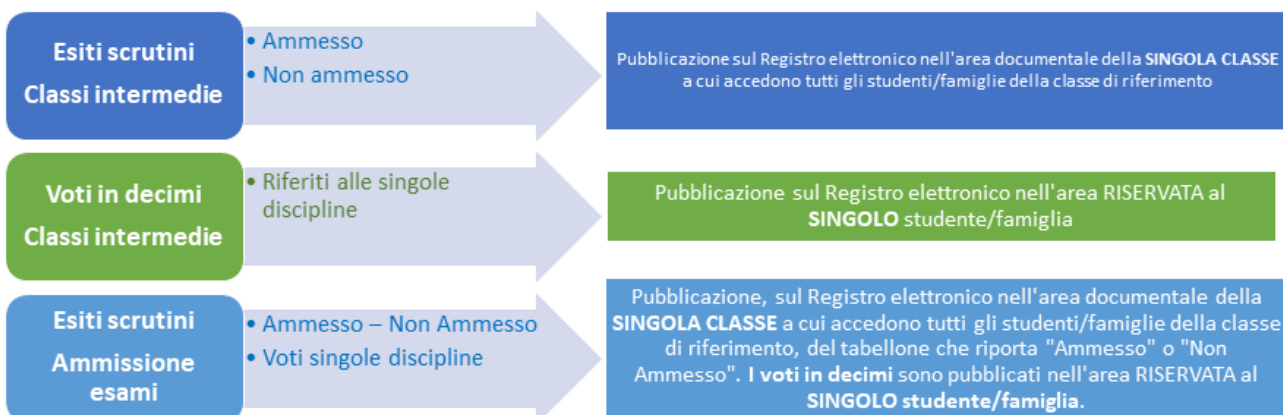 Esiti scrutini
Classi intermedie
• Ammesso
• Non ammesso
Pubblicazione sul Registro elettronico nell'area documentale della SINGOLA CLASSE
a cui accedono tutti gli studenti/famiglie della classe di riferimento
Voti in decimi
Classi intermedie
• Riferiti alle singole
discipline
Pubblicazione sul Registro elettronico nell'area RISERVATA al
SINGOLO studente/famiglia
Esiti scrutini
Ammissione
esami
• Ammesso – Non Ammesso
• Voti singole discipline
Pubblicazione, sul Registro elettronico nell'area documentale della
SINGOLA CLASSE a cui accedono tutti gli studenti/famiglie della classe
di riferimento, del tabellone che riporta "Ammesso" o "Non
Ammesso". I voti in decimi sono pubblicati nell'area RISERVATA al
SINGOLO studente/famiglia.